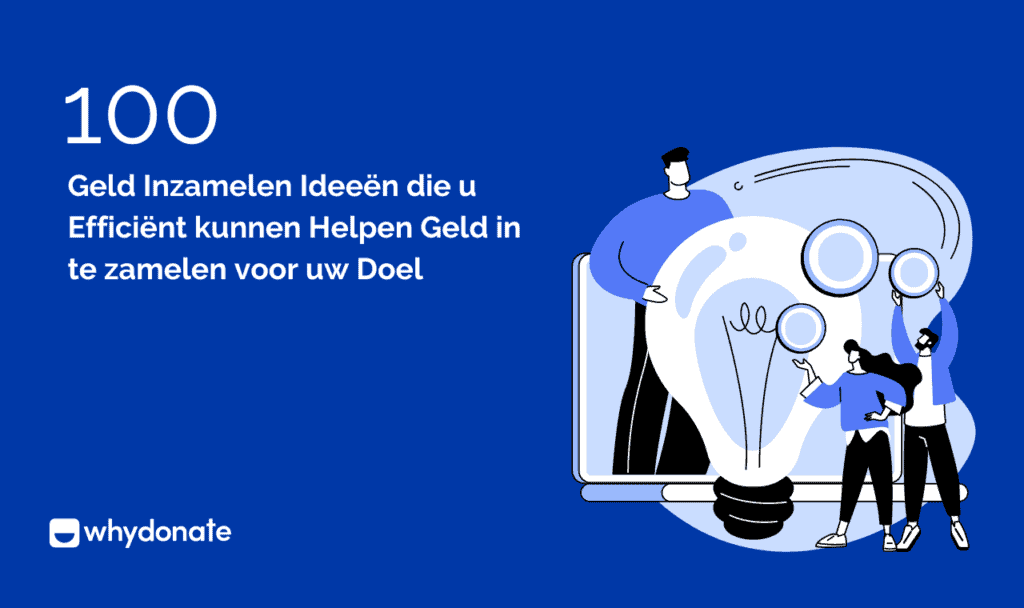 100
Geld Inzamelen Ideeën die u
Efficiënt kunnen Helpen Geld in
te zamelen voor uw Doel
whydonate